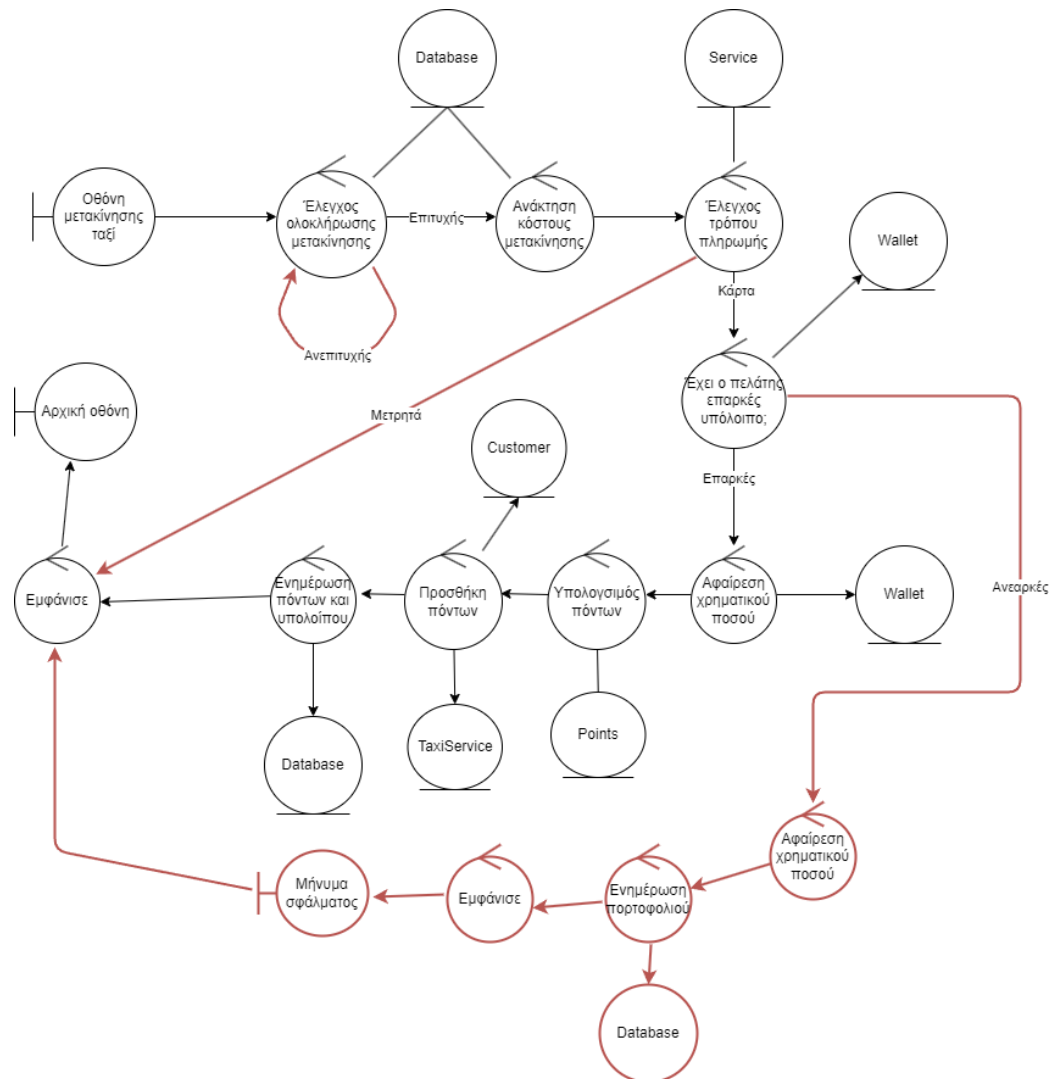 Database
Service
Οθόνη
μετακίνησης
ταξί
Έλεγχος
ολοκλήρωσης
μετακίνησης
Επιτυχής
Ανάκτηση
κόστους
μετακίνησης
Έλεγχος
τρόπου
πληρωμής
Wallet
Κάρτα
Ανεπιτυχής
Έχει ο πελάτης
επαρκές
υπόλοιπο;
Αρχική οθόνη
Μετρητά
Customer
Επαρκές
Εμφάνισε
Ενημέρωση
πόντων και
υπολοίπου
Προσθήκη
πόντων
Υπολογσιμός
πόντων
Αφαίρεση
χρηματικού
ποσού
Wallet
Ανεαρκές
Database
TaxiService
Points
Αφαίρεση
χρηματικού
ποσού
Μήνυμα
σφάλματος
Εμφάνισε
Ενημέρωση
πορτοφολιού
Database